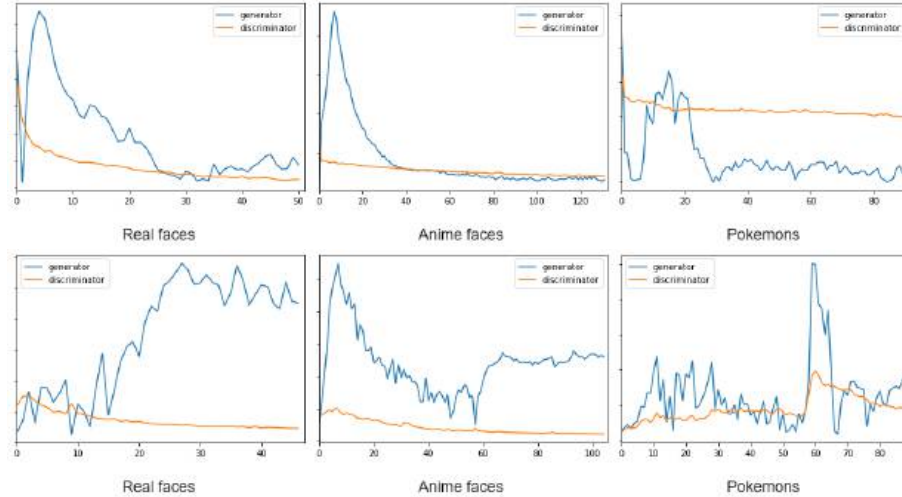 generator
discriminator
generator
discriminator
generator
discriminator
0 10 20 30 40 50
0 20 40 60 80 100 120
0 20 40 60 80
Real faces
Anime faces
Pokemons
generator
discriminator
generator
discriminator
generator
discriminator
0 10 20 30 40
0 20 40 60 80 100
0 10 20 30 40 50 60 70 80
Real faces
Anime faces
Pokemons